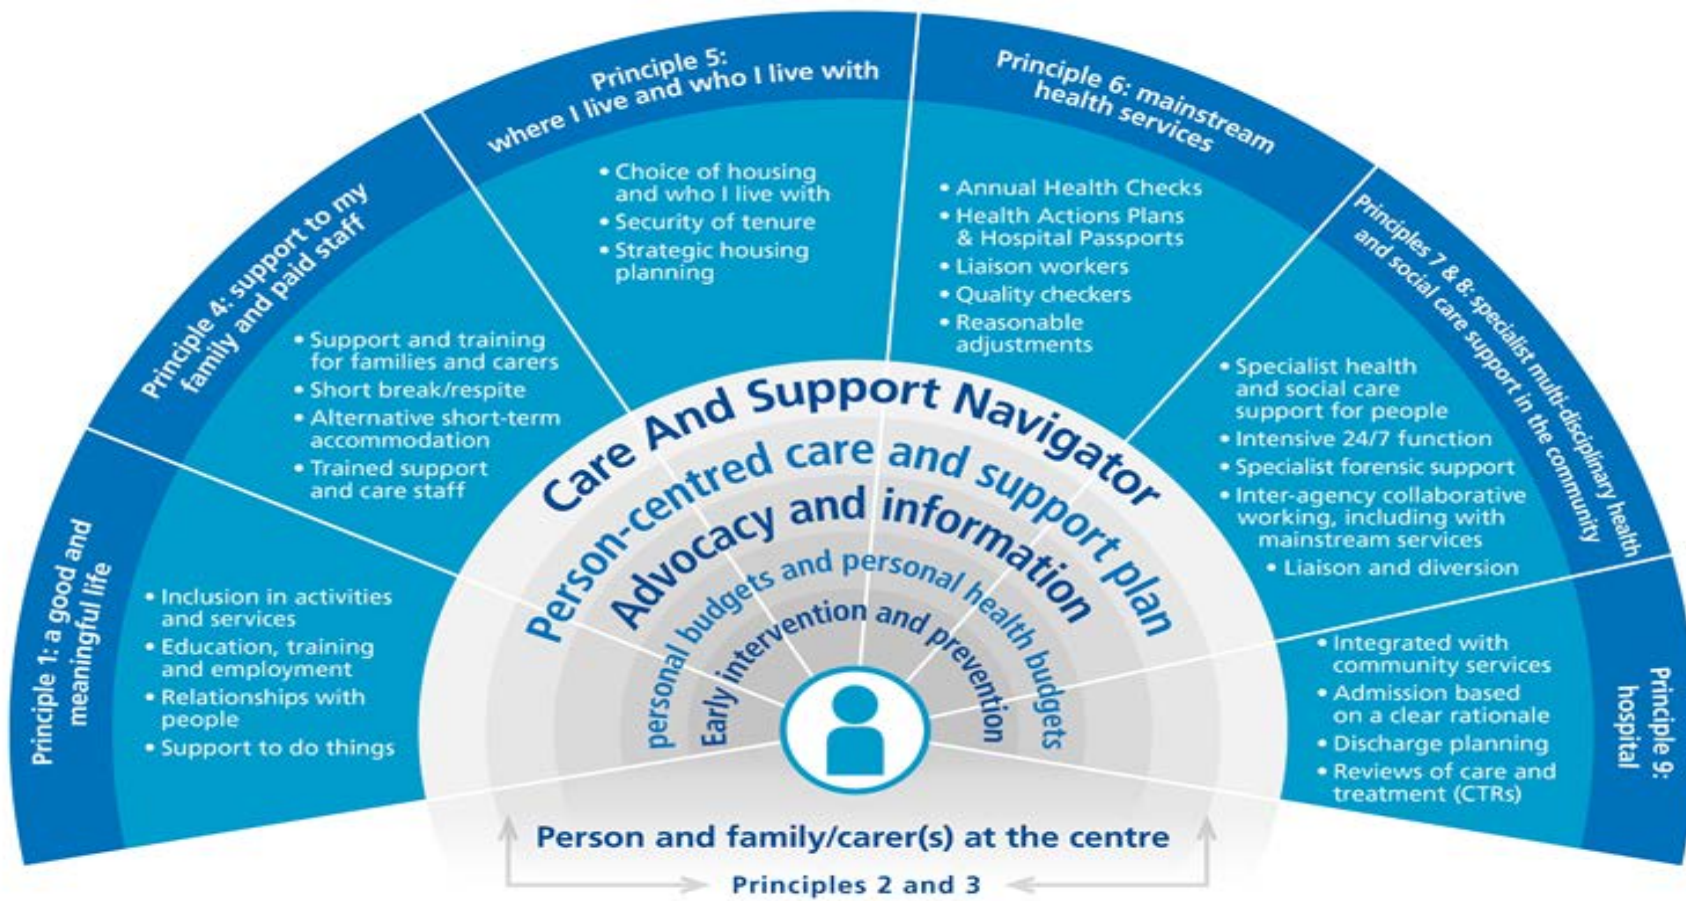 Principle 1: a good and
meaningful life
• Inclusion in activities
and services
• Education, training
and employment
• Relationships with
people
• Support to do things
Principle 4: support to my
family and paid staff
• Support and training
for families and carers
• Short break/respite
• Alternative short-term
accommodation
• Trained support
and care staff
Principle 5:
where I live and who I live with
• Choice of housing
and who I live with
• Security of tenure
• Strategic housing
planning
Principle 6: mainstream
health services
• Annual Health Checks
• Health Actions Plans
& Hospital Passports
• Liaison workers
• Quality checkers
• Reasonable
adjustments
Principles 7 & 8: specialist multi-disciplinary health
and social care support in the community
• Specialist health
and social care
support for people
• Intensive 24/7 function
• Specialist forensic support
• Inter-agency collaborative
working, including with
mainstream services
• Liaison and diversion
Principle 9:
hospital
• Integrated with
community services
• Admission based
on a clear rationale
• Discharge planning
• Reviews of care and
treatment (CTRs)
Care And Support Navigator
Person-centred care and support plan
Advocacy and information
personal budgets and personal health budgets
Early intervention and prevention
Person and family/carer(s) at the centre
Principles 2 and 3